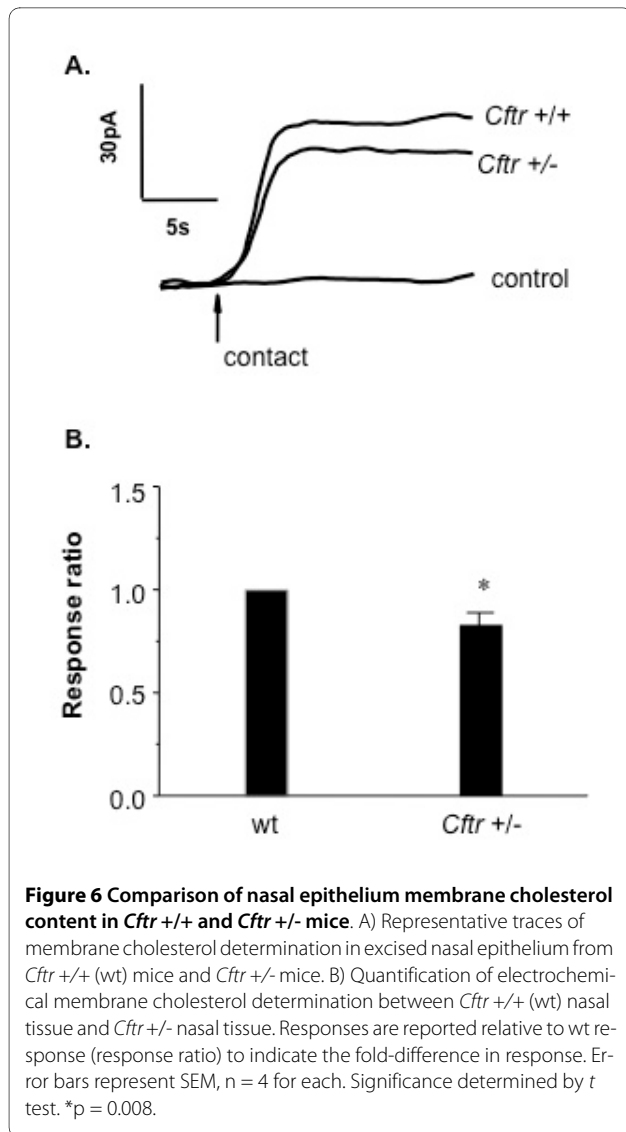 A.
30pA
5s
Cftr +/+
Cftr +/-
control
contact
B.
Response ratio
1.5
1.0
0.5
0.0
*
wt
Cftr +/-
Figure 6 Comparison of nasal epithelium membrane cholesterol
content in Cftr +/+ and Cftr +/- mice. A) Representative traces of
membrane cholesterol determination in excised nasal epithelium from
Cftr +/+ (wt) mice and Cftr +/- mice. B) Quantification of electrochemi-
cal membrane cholesterol determination between Cftr +/+ (wt) nasal
tissue and Cftr +/- nasal tissue. Responses are reported relative to wt re-
sponse (response ratio) to indicate the fold-difference in response. Er-
ror bars represent SEM, n = 4 for each. Significance determined by t
test. *p = 0.008.